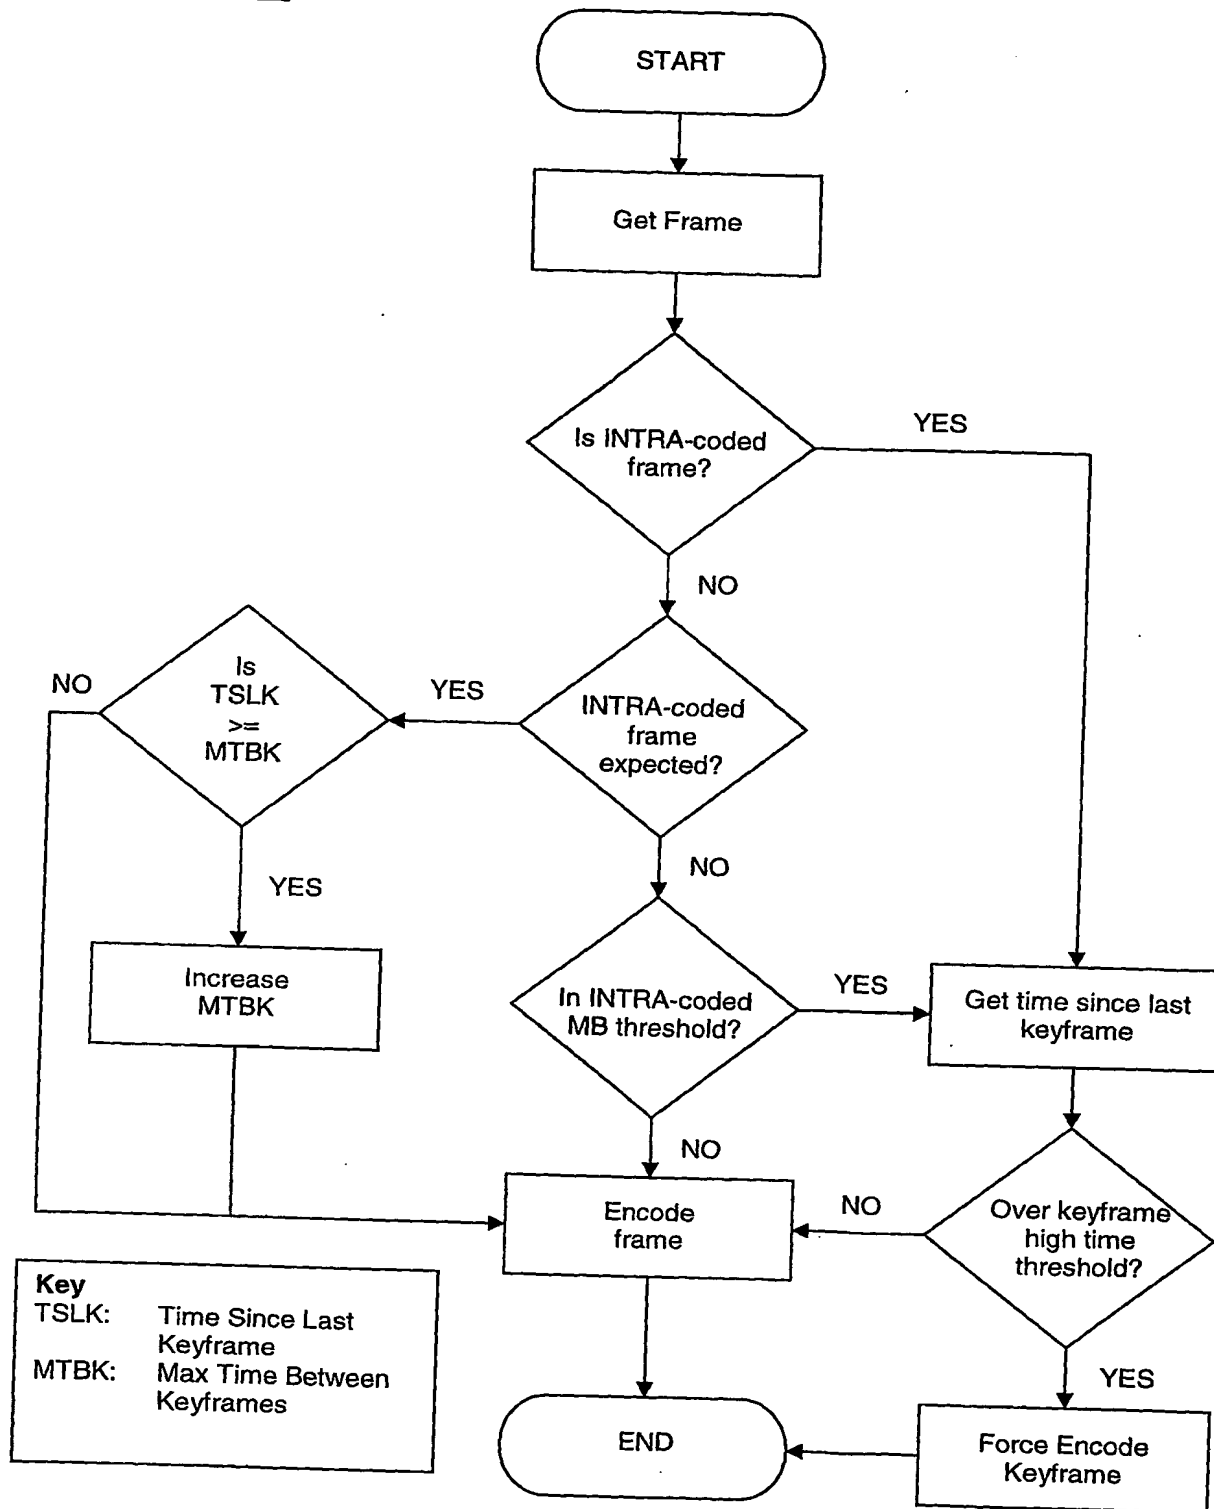 START
Get Frame
Is INTRA-coded
frame?
YES
NO
INTRA-coded
frame
expected?
YES
Is
TSLK
>=
MTBK
NO
YES
Increase
MTBK
NO
In INTRA-coded
MB threshold?
YES
Get time since last
keyframe
NO
Encode
frame
NO
Over keyframe
high time
threshold?
YES
Force Encode
Keyframe
END
Key
TSLK: Time Since Last
Keyframe
MTBK: Max Time Between
Keyframes